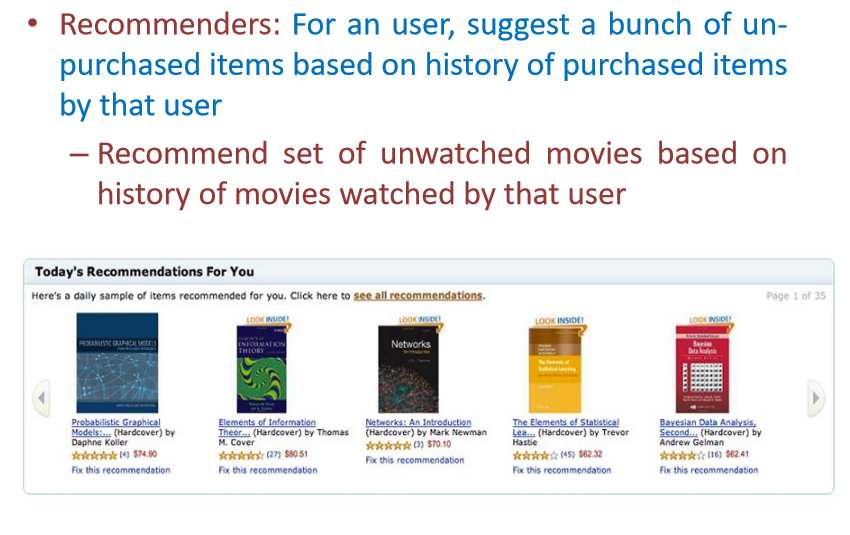 • Recommenders: For an user, suggest a bunch of un-
purchased items based on history of purchased items
by that user
– Recommend set of unwatched movies based on
history of movies watched by that user
Today's Recommendations For You
Here's a daily sample of items recommended for you. Click here to see all recommendations.
Page 1 of 35
PROBABILISTIC GRAPHICAL MODELS
Probabilistic Graphical
Models:... (Hardcover) by
Daphne Koller
(4) $74.90
Fix this recommendation
LOOK INSIDE!
INFORMATION
THEORY
Elements of Information
Theor... (Hardcover) by Thomas
M. Cover
(27) $80.51
Fix this recommendation
LOOK INSIDE!
Networks
An Introduction
Networks: An Introduction
(Hardcover) by Mark Newman
(3) $70.10
Fix this recommendation
LOOK INSIDE!
The Elements of
Statistical Learning
The Elements of Statistical
Lea... (Hardcover) by Trevor
Hastie
(45) $62.32
Fix this recommendation
LOOK INSIDE!
Bayesian
Data Analysis
Bayesian Data Analysis,
Second... (Hardcover) by
Andrew Gelman
(16) $62.41
Fix this recommendation